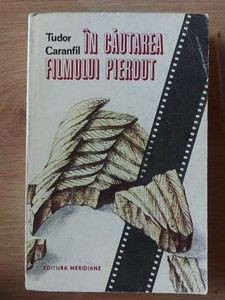 Tudor
Caranfil
ÎN CĂUTAREA
FILMULUI PIERDUT
EDITURA MERIDIANE